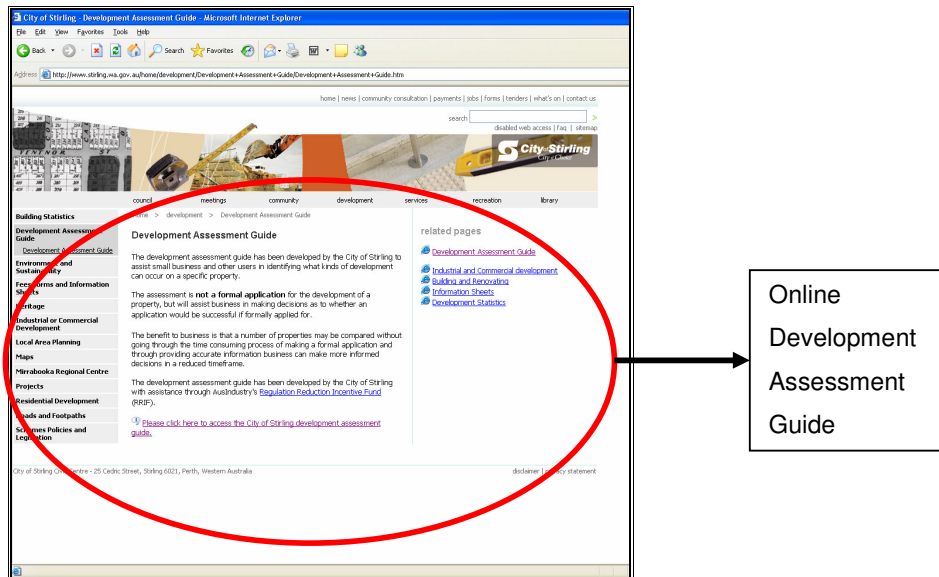 City of Stirling - Development Assessment Guide - Microsoft Internet Explorer
File Edit View Favorites Tools Help
Back Search Favorites
Address http://www.stirling.wa.gov.au/home/development/Development+Assessment+Guide/Development+Assessment+Guide.htm
home | news | community consultation | payments | jobs | forms | tenders | what's on | contact us
search >
disabled web access | faq | sitemap
City of Stirling
City of Choice
council meetings community development services recreation library
home > development > Development Assessment Guide
Building Statistics
Development Assessment
Guide
Development Assessment Guide
Environment and
Sustainability
Fees Forms and Information
Sheets
Heritage
Industrial or Commercial
Development
Local Area Planning
Maps
Mirrabooka Regional Centre
Projects
Residential Development
Roads and Footpaths
Schemes Policies and
Legislation
Development Assessment Guide
The development assessment guide has been developed by the City of Stirling to
assist small business and other users in identifying what kinds of development
can occur on a specific property.
The assessment is not a formal application for the development of a
property, but will assist business in making decisions as to whether an
application would be successful if formally applied for.
The benefit to business is that a number of properties may be compared without
going through the time consuming process of making a formal application and
through providing accurate information business can make more informed
decisions in a reduced timeframe.
The development assessment guide has been developed by the City of Stirling
with assistance through AusIndustry's Regulation Reduction Incentive Fund
(RRIF).
Please click here to access the City of Stirling development assessment
guide.
related pages
Development Assessment Guide
Industrial and Commercial development
Building and Renovating
Information Sheets
Development Statistics
City of Stirling Civic Centre - 25 Cedric Street, Stirling 6021, Perth, Western Australia
disclaimer | privacy statement
Online
Development
Assessment
Guide